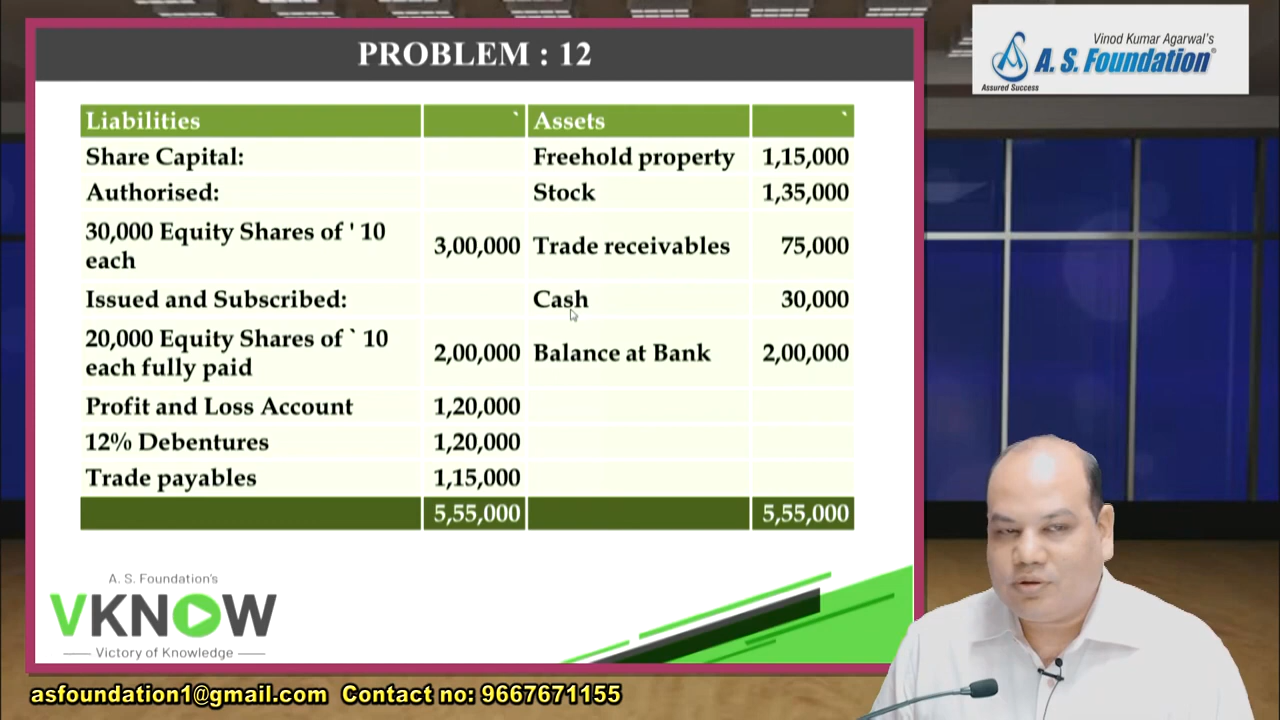 PROBLEM : 12
Vinod Kumar Agarwal's
A. S. Foundation®
Assured Success
Liabilities ` Assets `
Share Capital: Freehold property 1,15,000
Authorised: Stock 1,35,000
30,000 Equity Shares of ' 10
each 3,00,000 Trade receivables 75,000
Issued and Subscribed: Cash 30,000
20,000 Equity Shares of ` 10
each fully paid 2,00,000 Balance at Bank 2,00,000
Profit and Loss Account 1,20,000
12% Debentures 1,20,000
Trade payables 1,15,000
5,55,000 5,55,000
A. S. Foundation's
VKNOW
Victory of Knowledge
asfoundation1@gmail.com Contact no: 9667671155